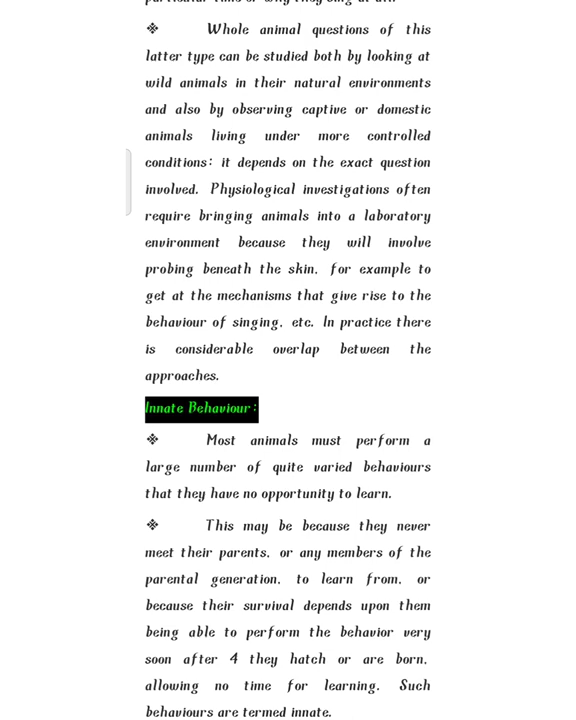 ❖ Whole animal questions of this
latter type can be studied both by looking at
wild animals in their natural environments
and also by observing captive or domestic
animals living under more controlled
conditions: it depends on the exact question
involved. Physiological investigations often
require bringing animals into a laboratory
environment because they will involve
probing beneath the skin, for example to
get at the mechanisms that give rise to the
behaviour of singing, etc. In practice there
is considerable overlap between the
approaches.
Innate Behaviour:
❖ Most animals must perform a
large number of quite varied behaviours
that they have no opportunity to learn.
❖ This may be because they never
meet their parents, or any members of the
parental generation, to learn from, or
because their survival depends upon them
being able to perform the behavior very
soon after 4 they hatch or are born,
allowing no time for learning. Such
behaviours are termed innate.